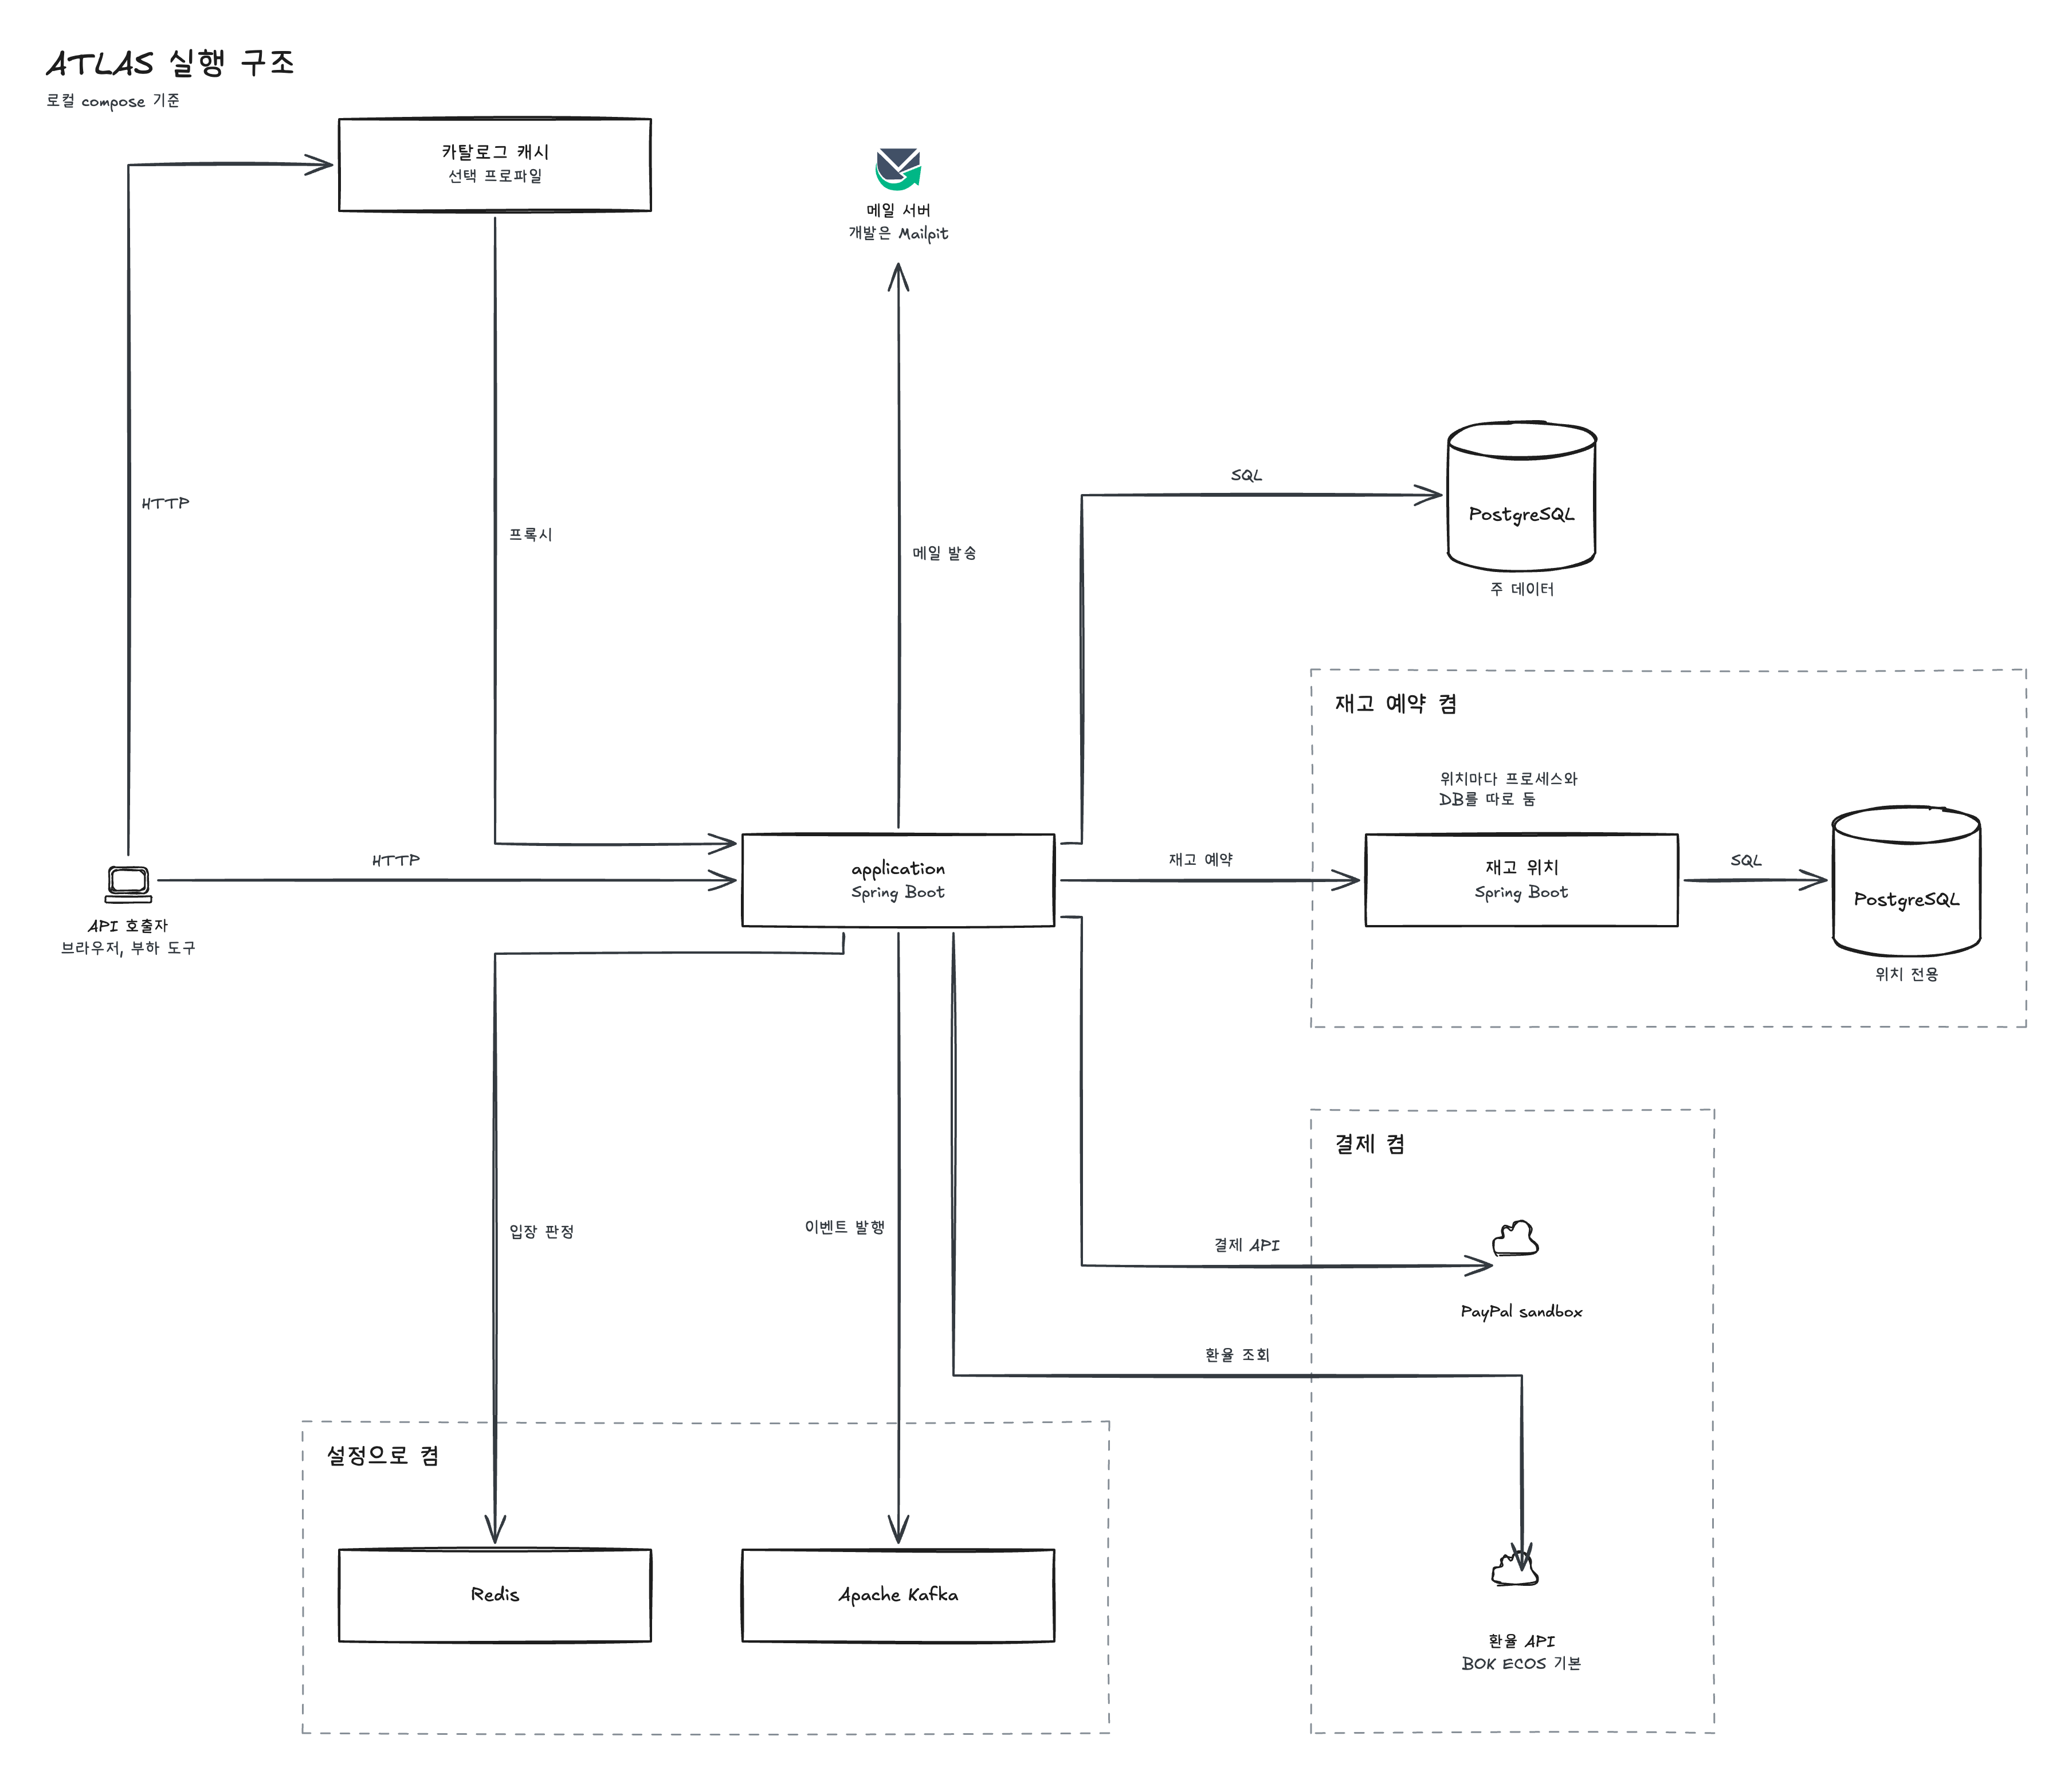 ATLAS 실행 구조
로컬 compose 기준
카탈로그 캐시
선택 프로파일
메일 서버
개발은 Mailpit
HTTP
프록시
메일 발송
SQL
PostgreSQL
주 데이터
재고 예약 켬
위치마다 프로세스와
DB를 따로 둠
HTTP
application
Spring Boot
재고 예약
재고 위치
Spring Boot
SQL
PostgreSQL
위치 전용
API 호출자
브라우저, 부하 도구
결제 켬
입장 판정
이벤트 발행
결제 API
PayPal sandbox
환율 조회
설정으로 켬
Redis
Apache Kafka
환율 API
BOK ECOS 기본